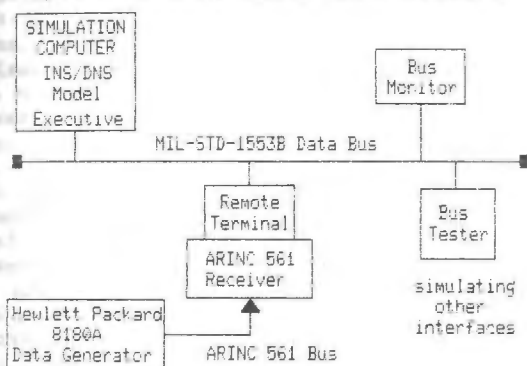 SIMULATION
COMPUTER
INS/DNS
Model
Executive
Bus
Monitor
MIL-STD-1553B Data Bus
Remote
Terminal
ARINC 561
Receiver
Bus
Tester
simulating
other
interfaces
Hewlett Packard
8180A
Data Generator
ARINC 561 Bus